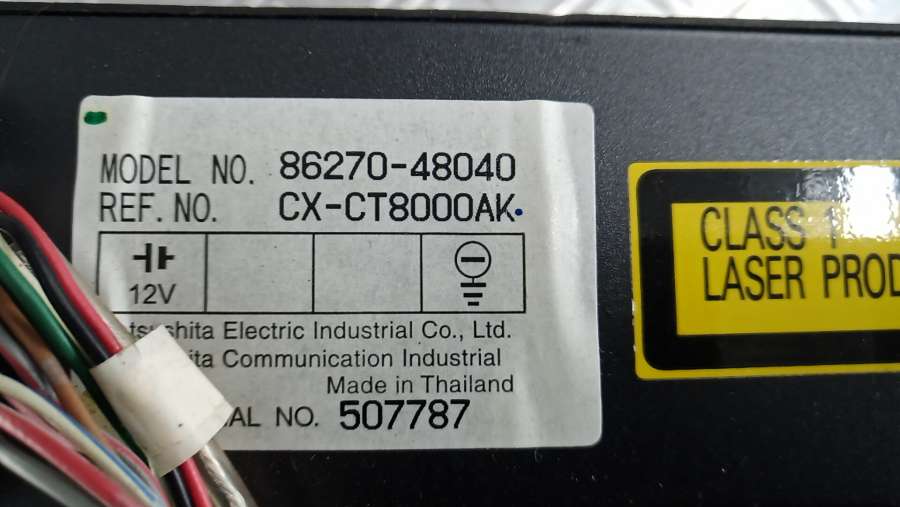 MODEL NO. 86270-48040
REF. NO. CX-CT8000AK
12V
Electric Industrial Co., Ltd.
Communication Industrial
Made in Thailand
NO. 507787
CLASS 1
LASER